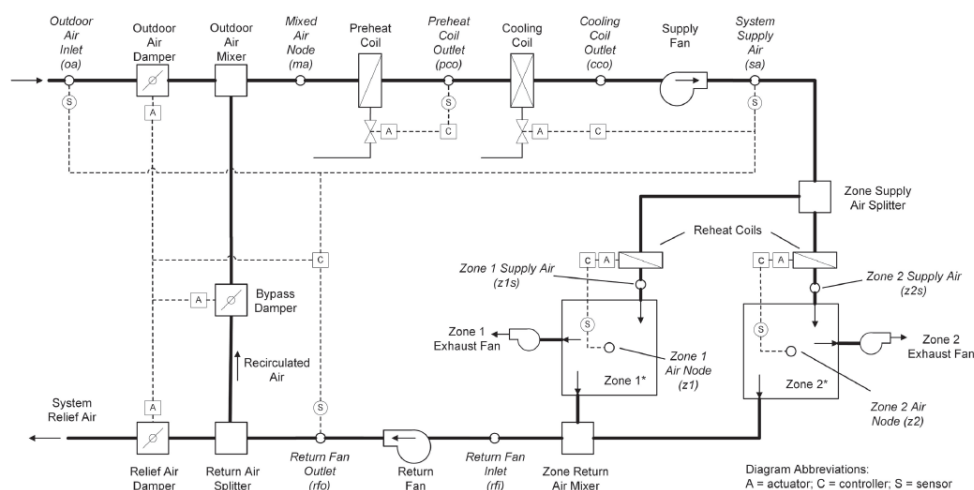 Outdoor
Air
Inlet
(oa)
Outdoor
Air
Damper
Outdoor
Air
Mixer
Mixed
Air
Node
(ma)
Preheat
Coil
Preheat
Coil
Outlet
(pco)
Cooling
Coil
Cooling
Coil
Outlet
(cco)
Supply
Fan
System
Supply
Air
(sa)
S
A
A
C
S
A
C
S
Zone Supply
Air Splitter
Reheat Coils
C
A
C
A
C
Zone 1 Supply Air
(z1s)
Zone 2 Supply Air
(z2s)
A
Bypass
Damper
Zone 1
Exhaust Fan
S
S
Zone 2
Exhaust Fan
Recirculated
Air
Zone 1
Air Node
(z1)
Zone 1*
Zone 2*
System
Relief Air
A
S
Zone 2 Air
Node (z2)
Relief Air
Damper
Return Air
Splitter
Return Fan
Outlet
(rfo)
Return
Fan
Return Fan
Inlet
(rfi)
Zone Return
Air Mixer
Diagram Abbreviations:
A = actuator; C = controller; S = sensor